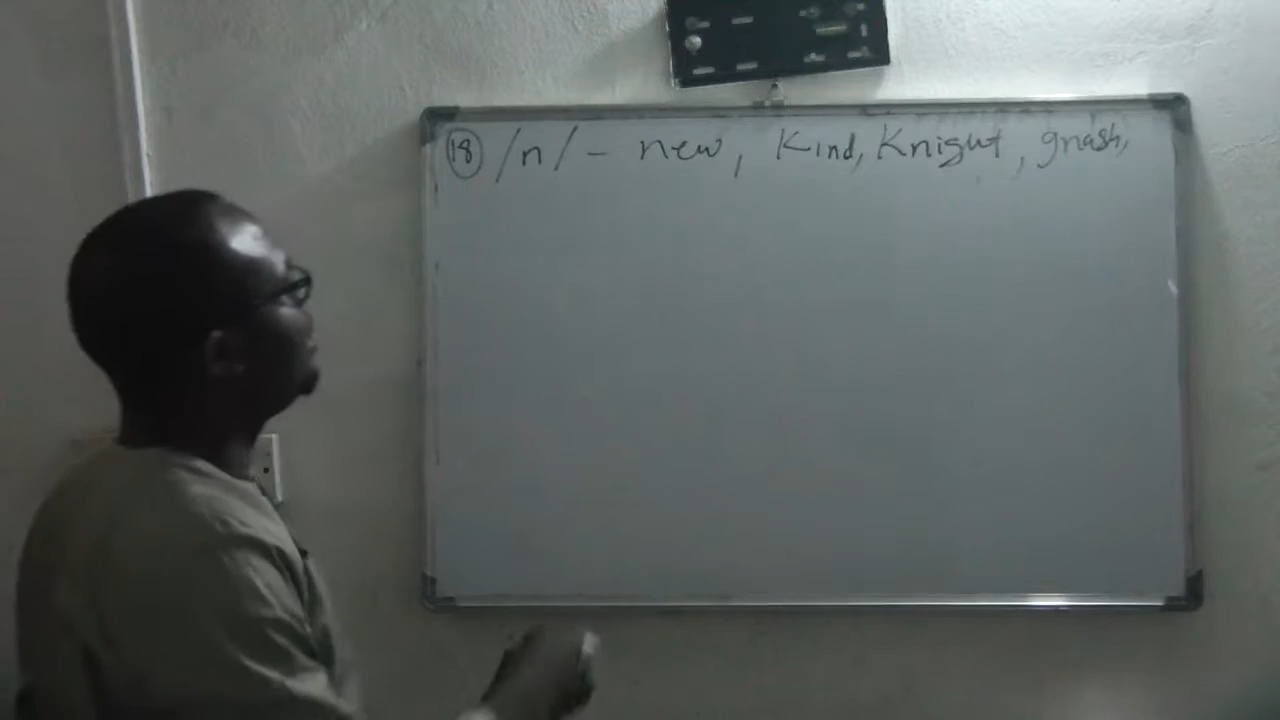 18 /n/ - new, Kind, Knight, gnash,